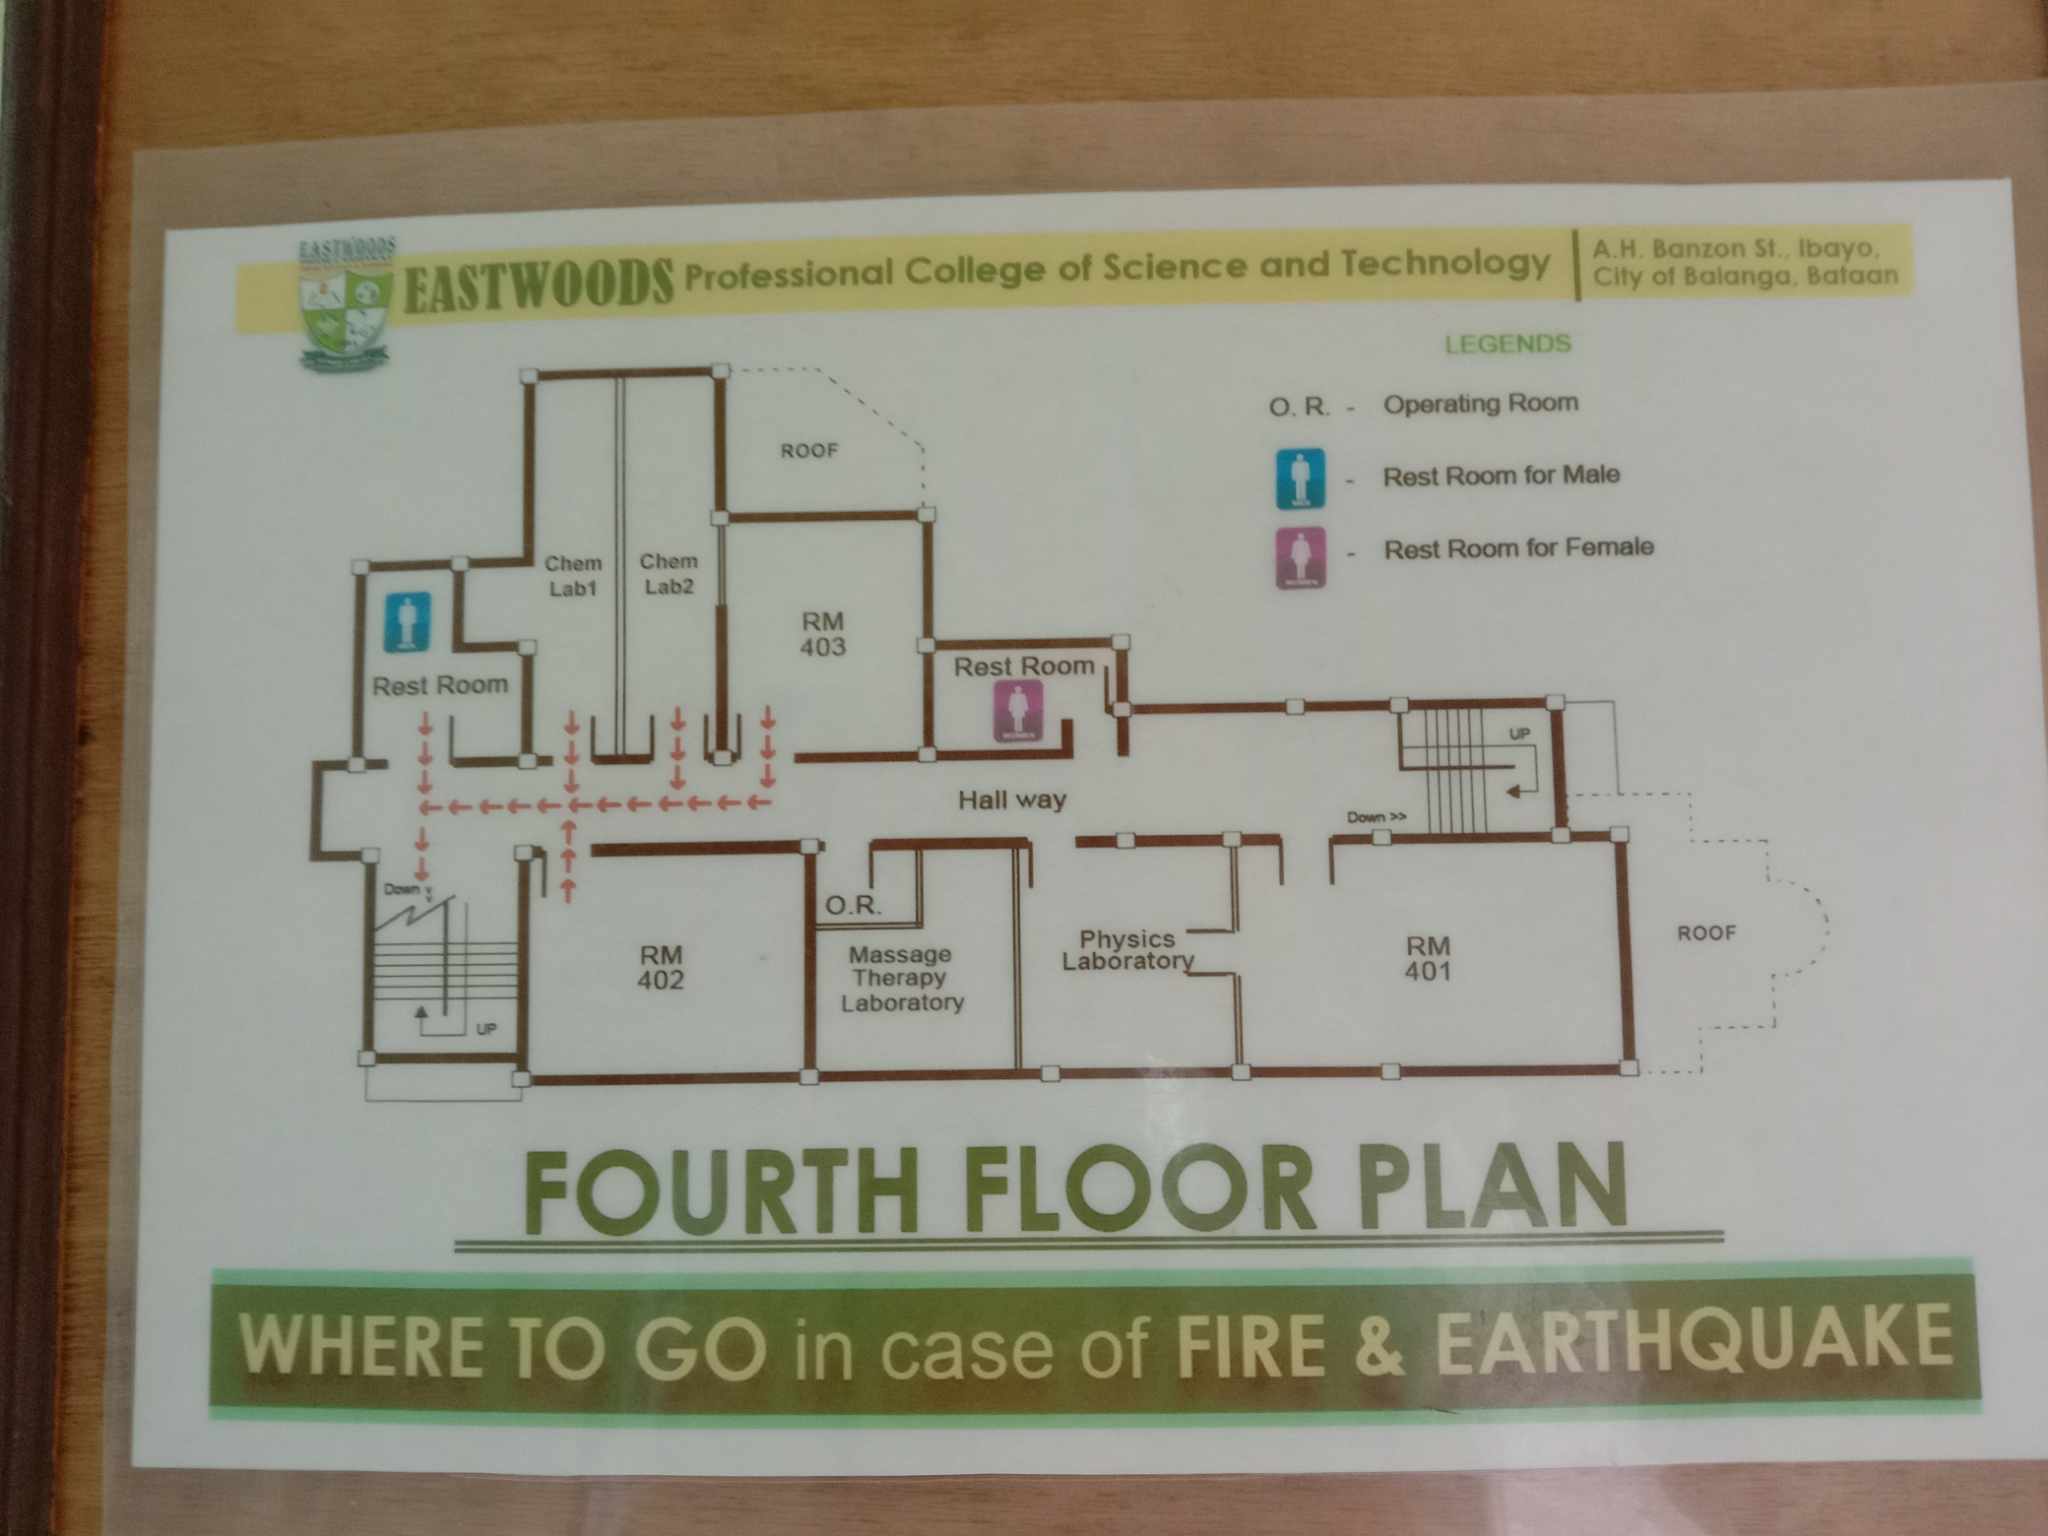 EASTWOODS
EASTWOODS Professional College of Science and Technology
A.H. Banzon St., Ibayo,
City of Balanga, Bataan
LEGENDS
O. R. - Operating Room
- Rest Room for Male
- Rest Room for Female
ROOF
Chem
Lab1
Chem
Lab2
RM
403
Rest Room
Rest Room
UP
Hall way
Down >>
Down
O.R.
RM
402
Massage
Therapy
Laboratory
Physics
Laboratory
RM
401
ROOF
UP
FOURTH FLOOR PLAN
WHERE TO GO in case of FIRE & EARTHQUAKE